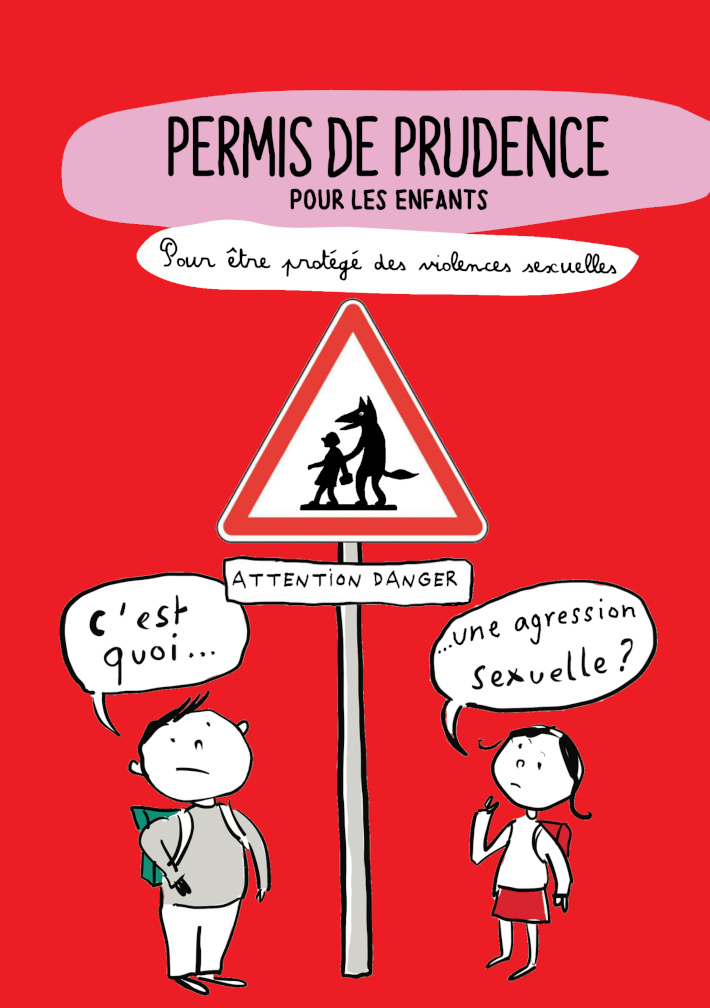 PERMIS DE PRUDENCE
POUR LES ENFANTS
Pour être protégé des violences sexuelles
ATTENTION DANGER
c'est
quoi...
...une agression
sexuelle ?